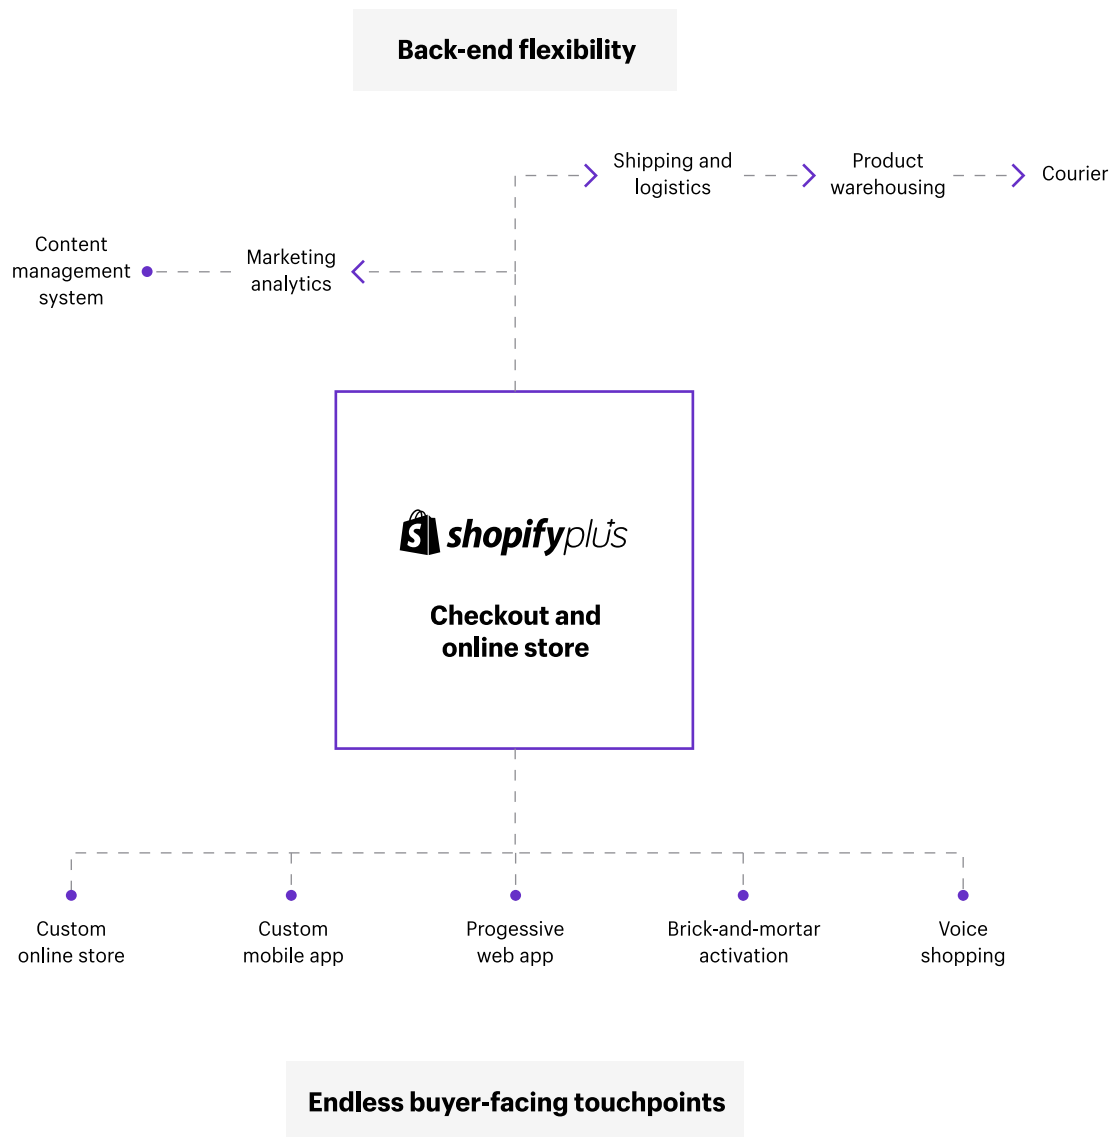 Back-end flexibility
Shipping and
logistics
Product
warehousing
Courier
Content
management
system
Marketing
analytics
shopifyplus
Checkout and
online store
Custom
online store
Custom
mobile app
Progessive
web app
Brick-and-mortar
activation
Voice
shopping
Endless buyer-facing touchpoints